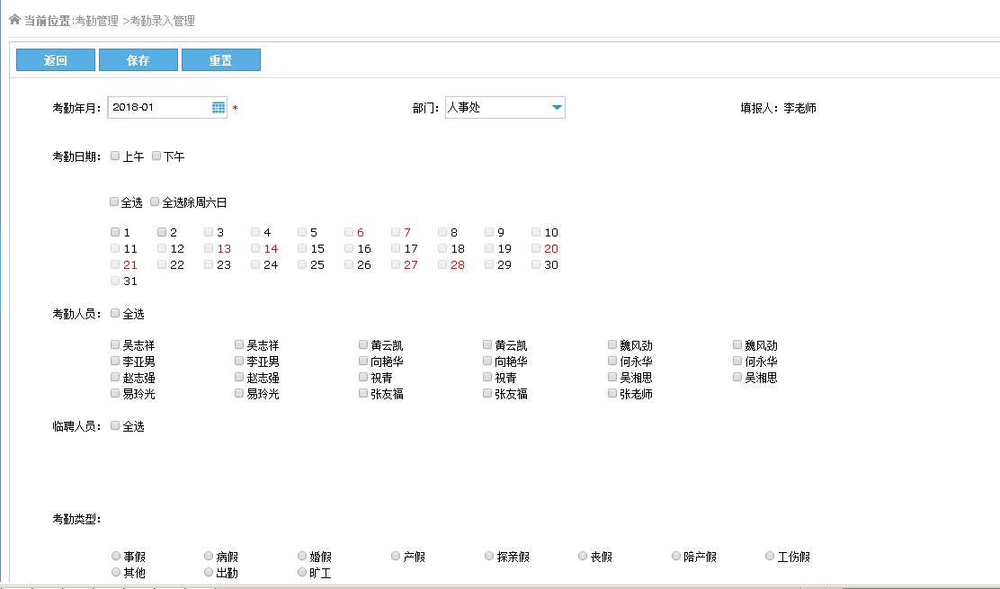 当前位置:考勤管理 >考勤录入管理
返回 保存 重置
考勤年月: 2018-01 * 部门: 人事处 填报人: 李老师
考勤日期: 上午 下午
全选 全选除周六日
1 2 3 4 5 6 7 8 9 10
11 12 13 14 15 16 17 18 19 20
21 22 23 24 25 26 27 28 29 30
31
考勤人员: 全选
吴志祥 吴志祥 黄云凯 黄云凯 魏风劲 魏风劲
李亚男 李亚男 向艳华 向艳华 何永华 何永华
赵志强 赵志强 祝青 祝青 吴湘思 吴湘思
易玲光 易玲光 张友福 张友福 张老师
临聘人员: 全选
考勤类型:
事假 病假 婚假 产假 探亲假 丧假 陪产假 工伤假
其他 出勤 旷工